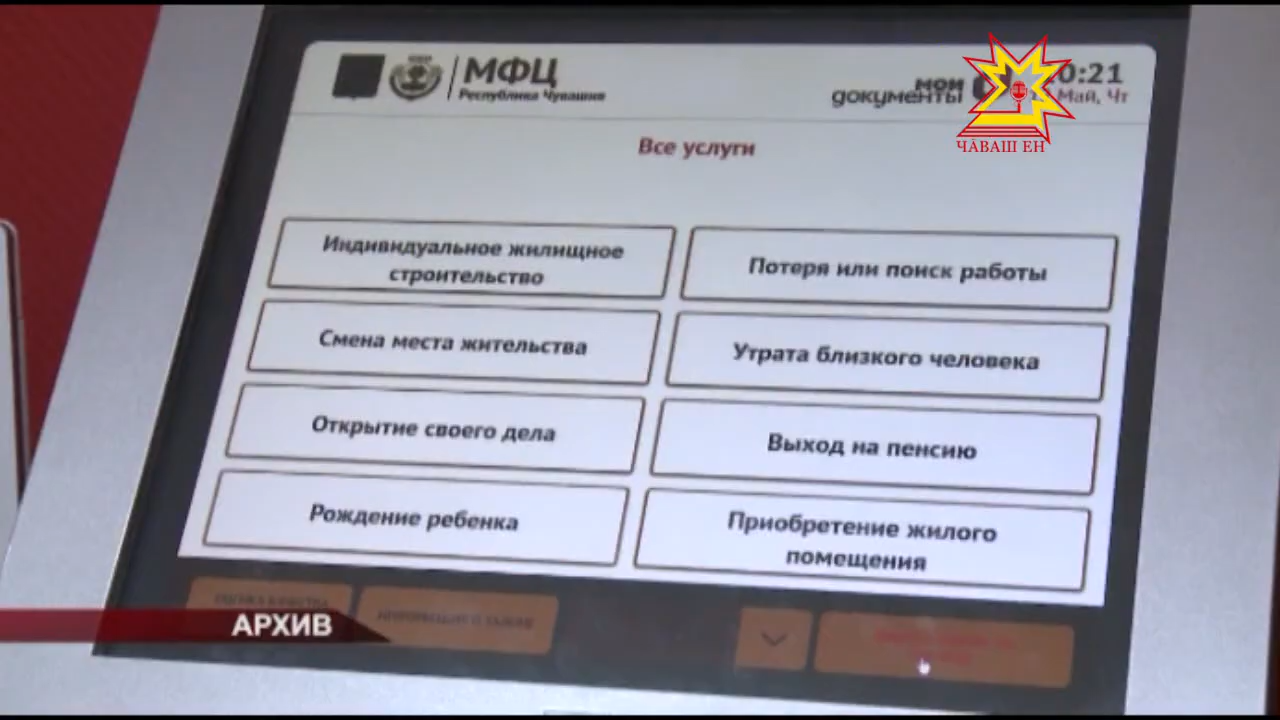 МФЦ
Республика Чувашия
мои
документы
0:21
Май, Чт
ЧӐВАШ ЕН
Все услуги
Индивидуальное жилищное
строительство
Потеря или поиск работы
Смена места жительства
Утрата близкого человека
Открытие своего дела
Выход на пенсию
Рождение ребенка
Приобретение жилого
помещения
АРХИВ